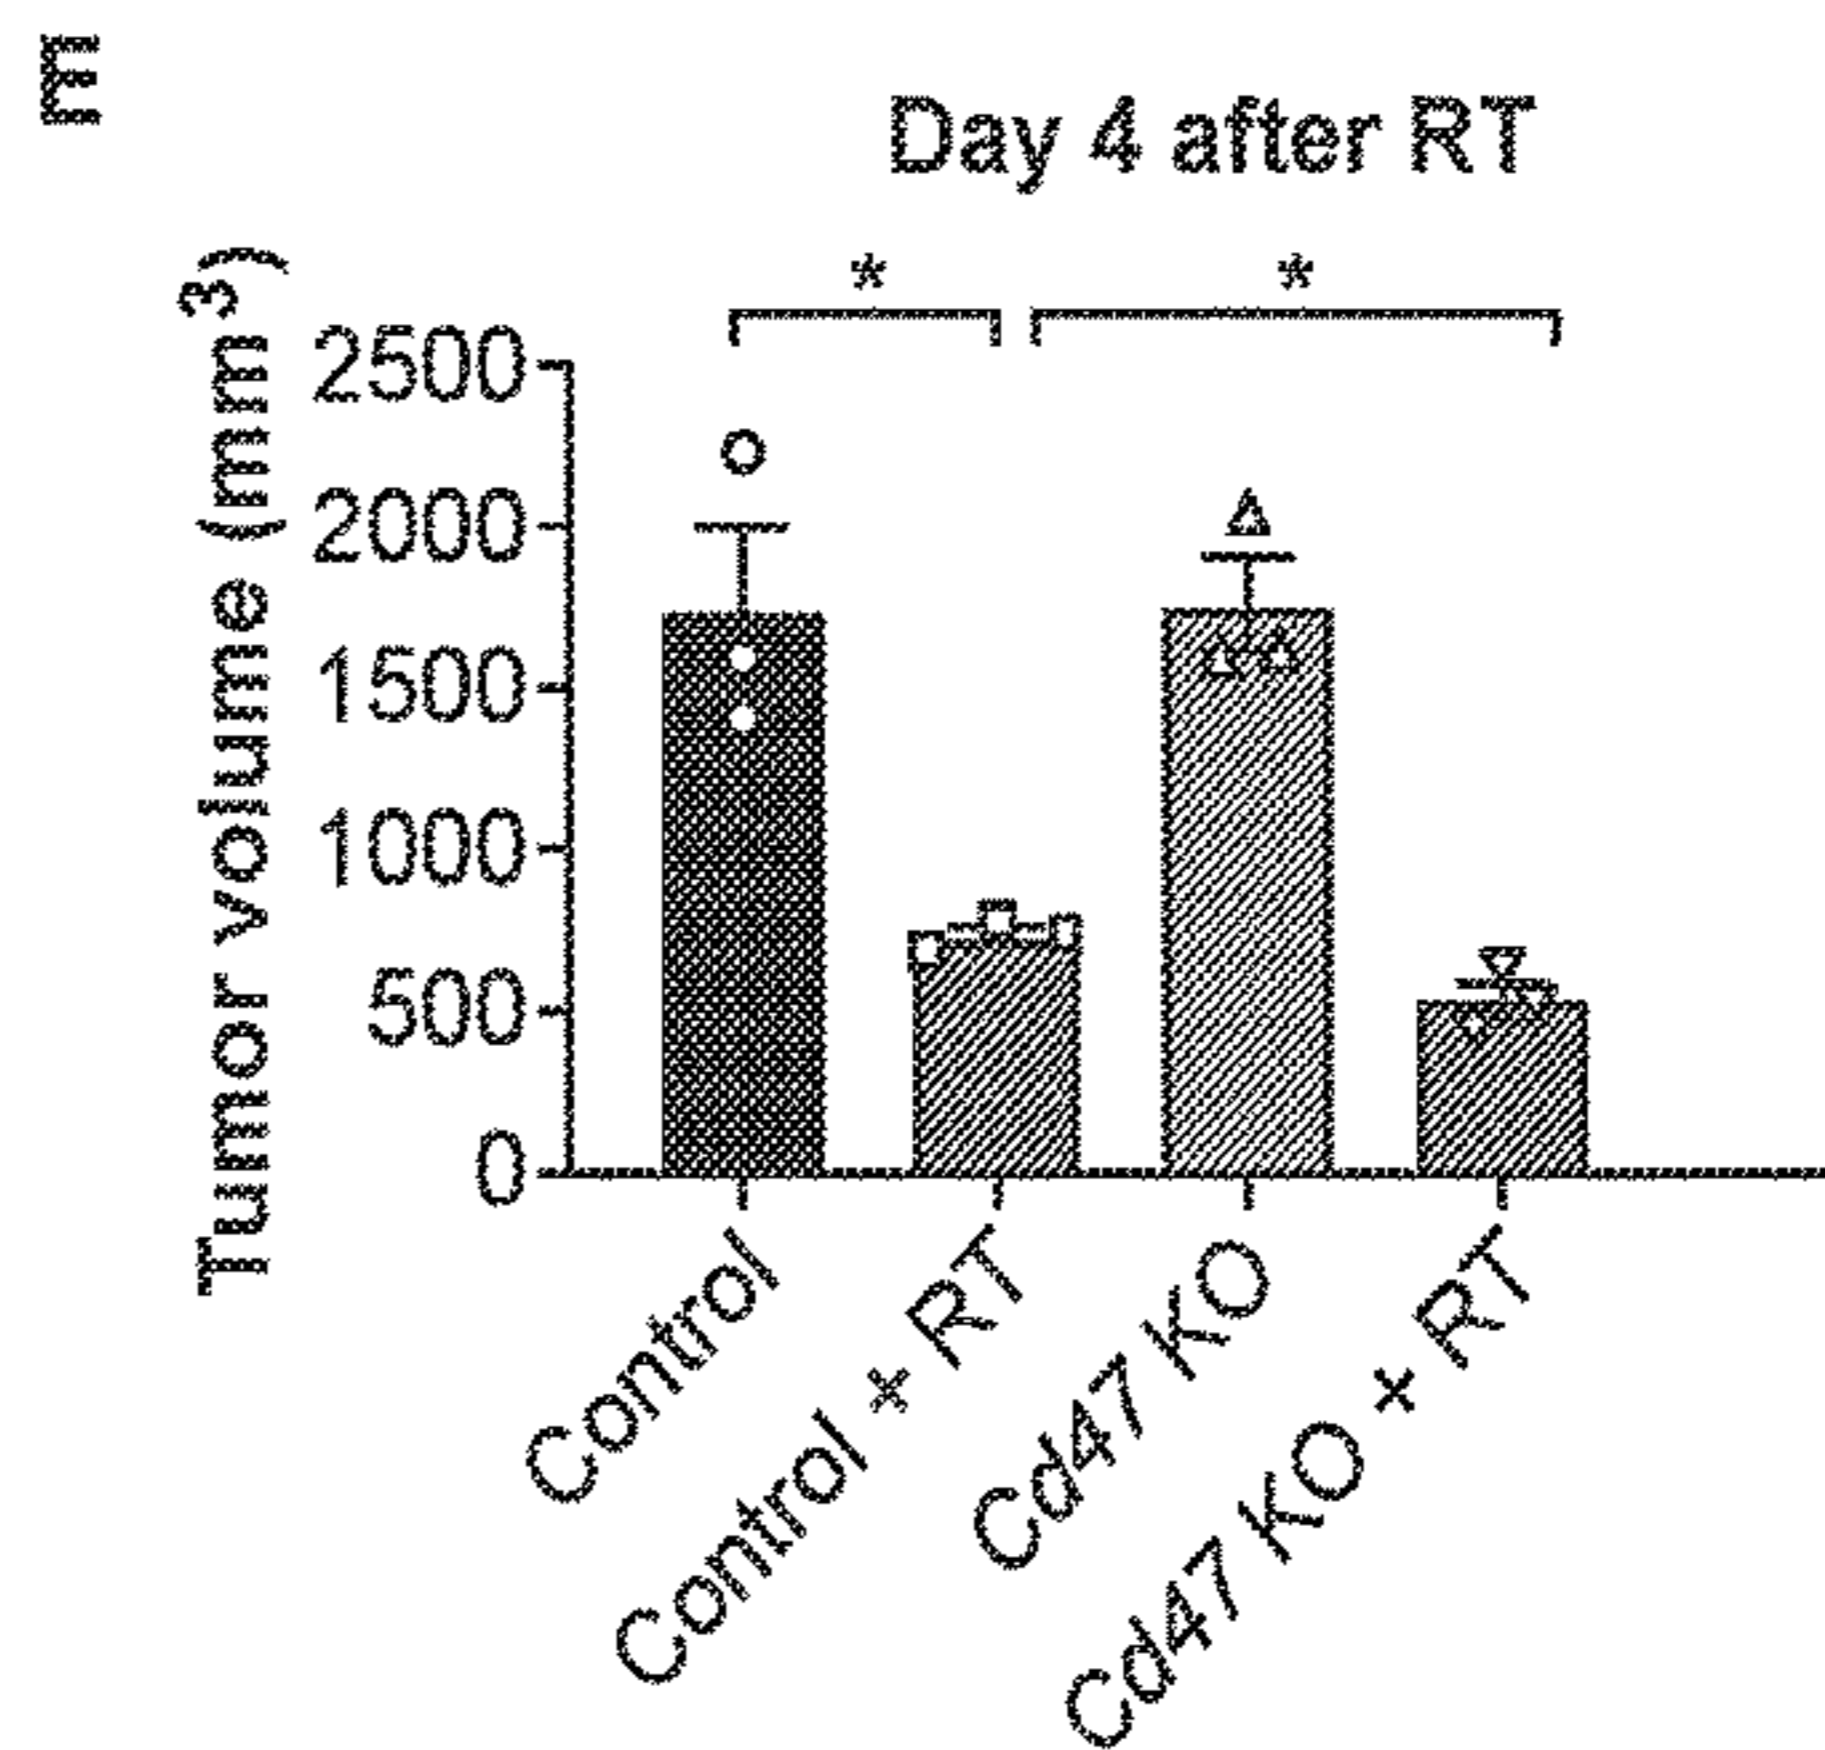 E
Day 4 after RT
* *
Tumor volume (mm³)
2500
2000
1500
1000
500
0
Control
Control + RT
Cd47 KO
Cd47 KO + RT